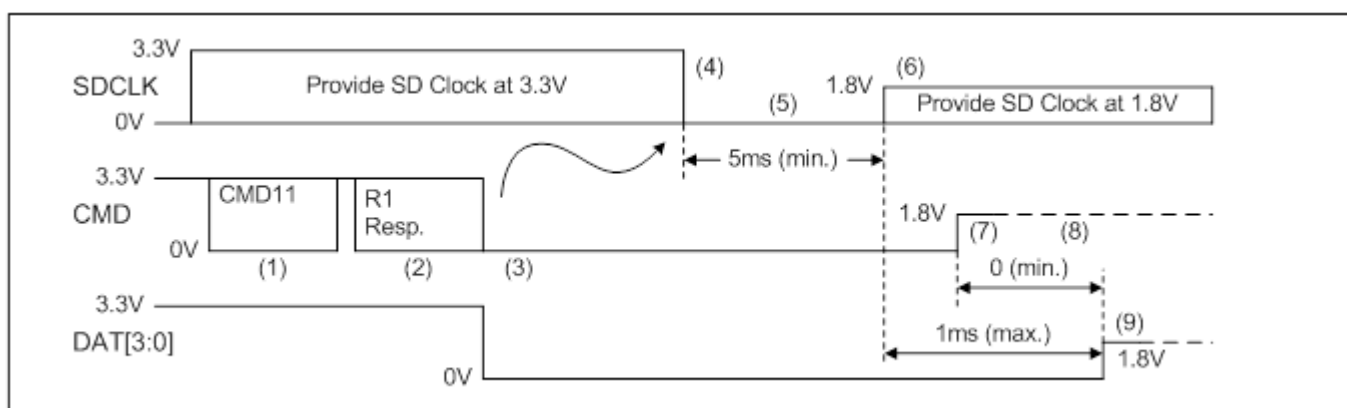 3.3V
SDCLK
0V
Provide SD Clock at 3.3V
(4)
(5)
1.8V
(6)
Provide SD Clock at 1.8V
5ms (min.)
3.3V
CMD
0V
CMD11
(1)
R1
Resp.
(2)
(3)
1.8V
(7)
(8)
0 (min.)
3.3V
DAT[3:0]
0V
1ms (max.)
(9)
1.8V